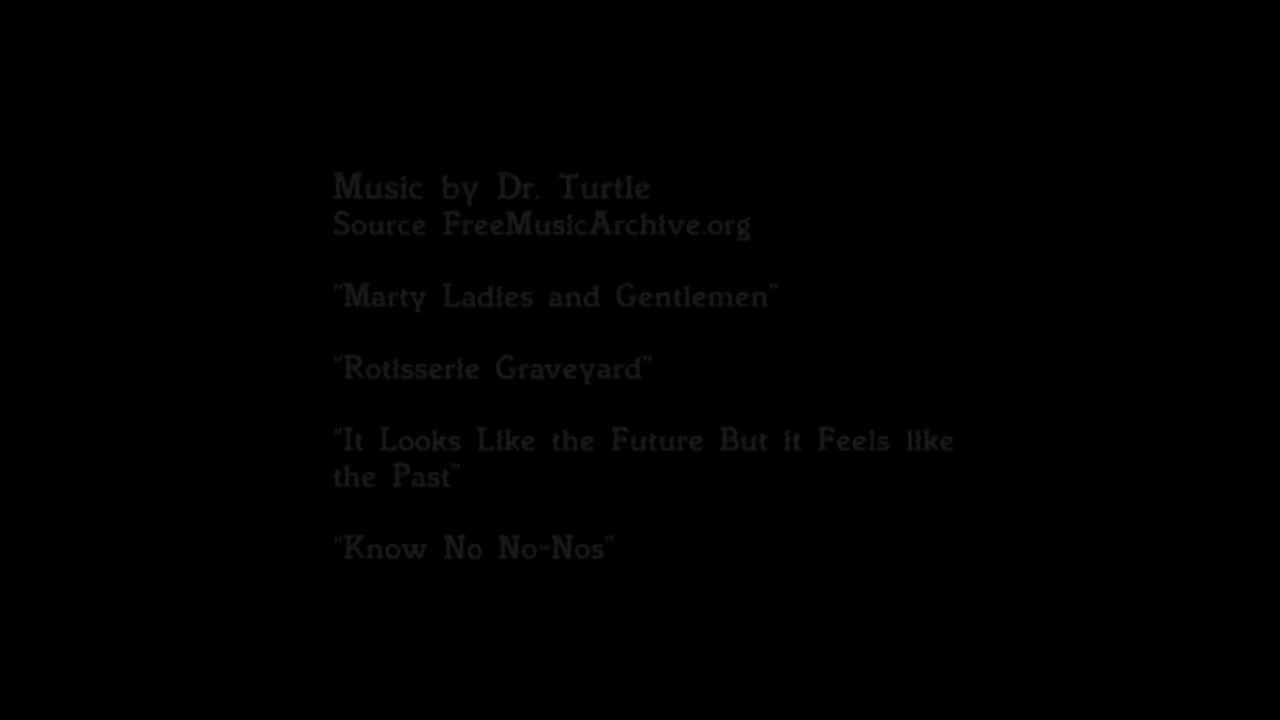 Music by Dr. Turtle
Source FreeMusicArchive.org
“Marty Ladies and Gentlemen”
“Rotisserie Graveyard”
“It Looks Like the Future But it Feels like
the Past”
“Know No No-Nos”